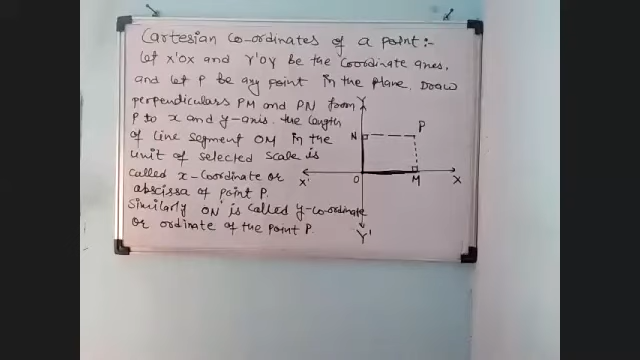 Cartesian co-ordinates of a point:-
Let X'OX and Y'OY be the coordinate axes.
and let P be any point in the plane. Draw
perpendiculars PM and PN from
P to x and y-axis. The length
of line segment OM in the
unit of selected scale is
called x-coordinate or
abscissa of point P.
Similarly ON is called y-co-ordinate
or ordinate of the point P.
Y
N
P
X'
O
M
X
Y'